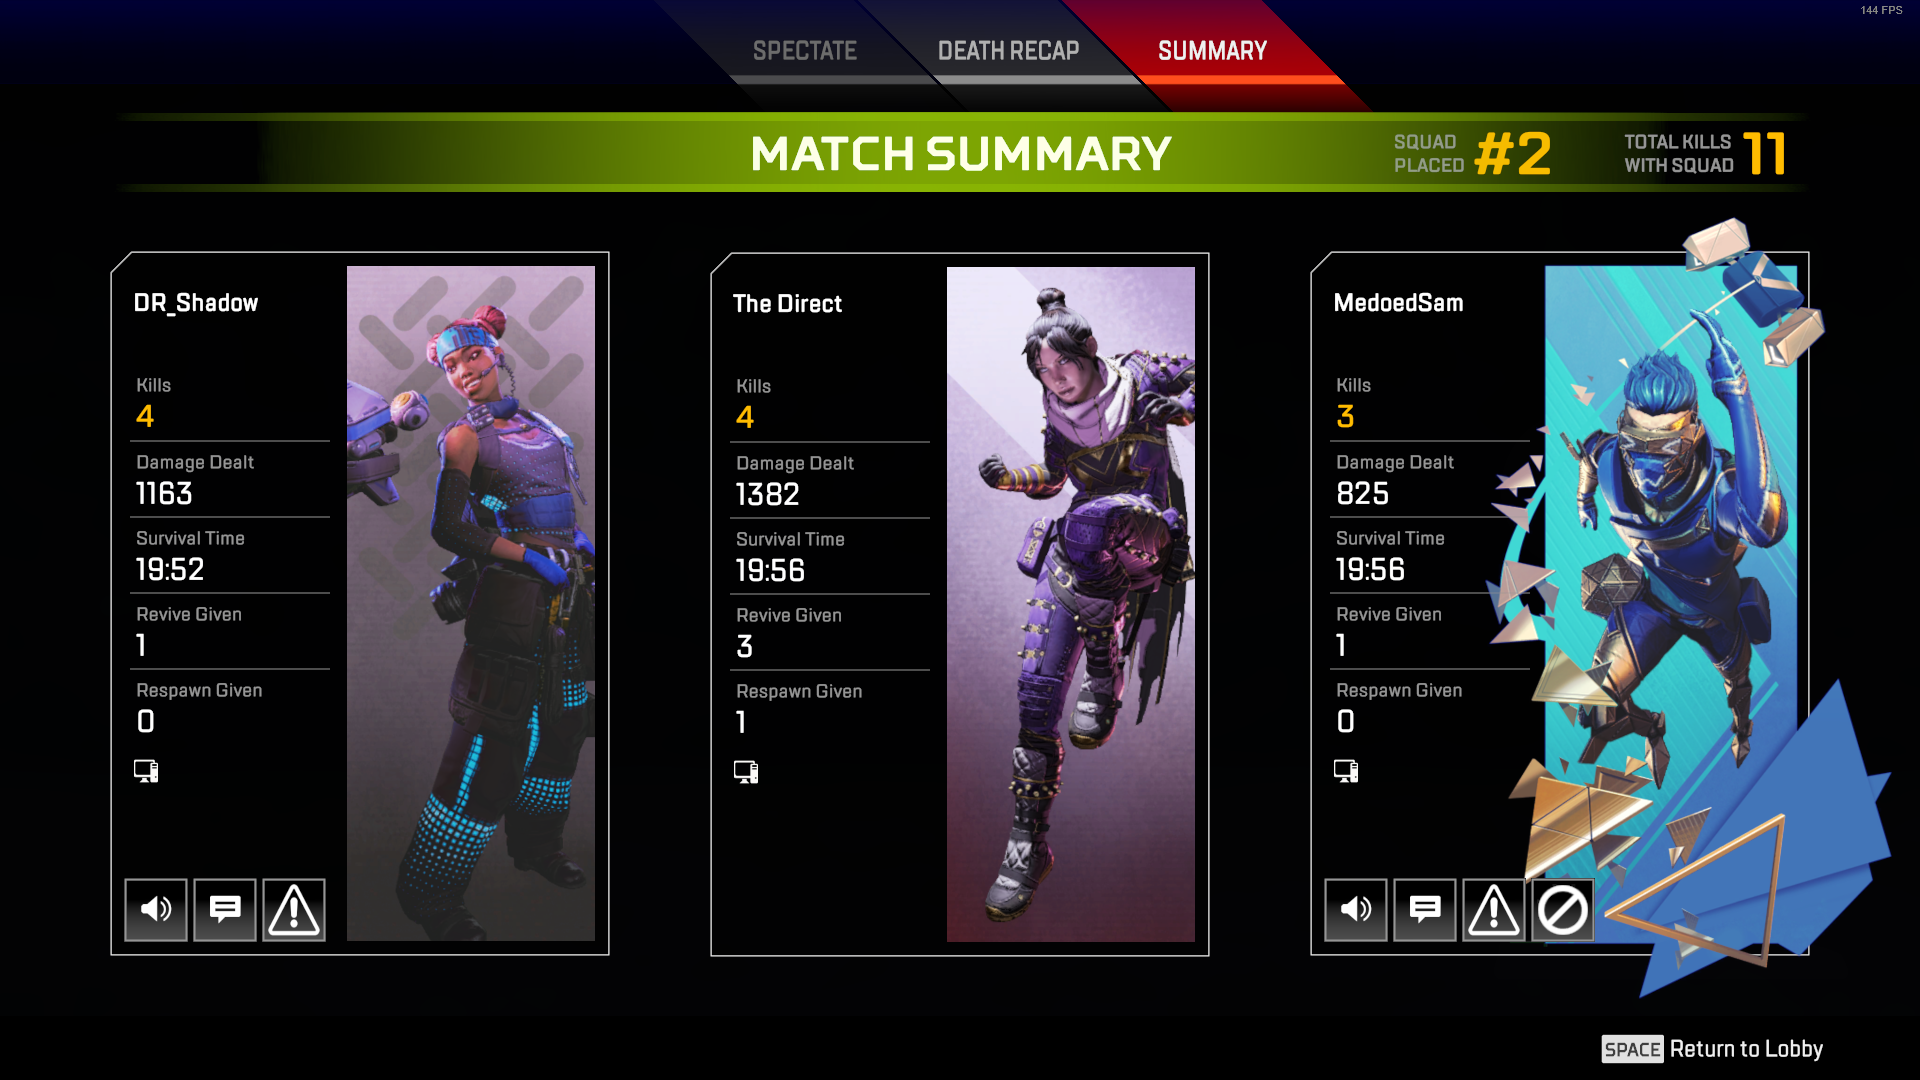 144 FPS
SPECTATE
DEATH RECAP
SUMMARY
MATCH SUMMARY
SQUAD
PLACED
#2
TOTAL KILLS
WITH SQUAD
11
DR_Shadow
Kills
4
Damage Dealt
1163
Survival Time
19:52
Revive Given
1
Respawn Given
0
The Direct
Kills
4
Damage Dealt
1382
Survival Time
19:56
Revive Given
3
Respawn Given
1
MedoedSam
Kills
3
Damage Dealt
825
Survival Time
19:56
Revive Given
1
Respawn Given
0
SPACE Return to Lobby